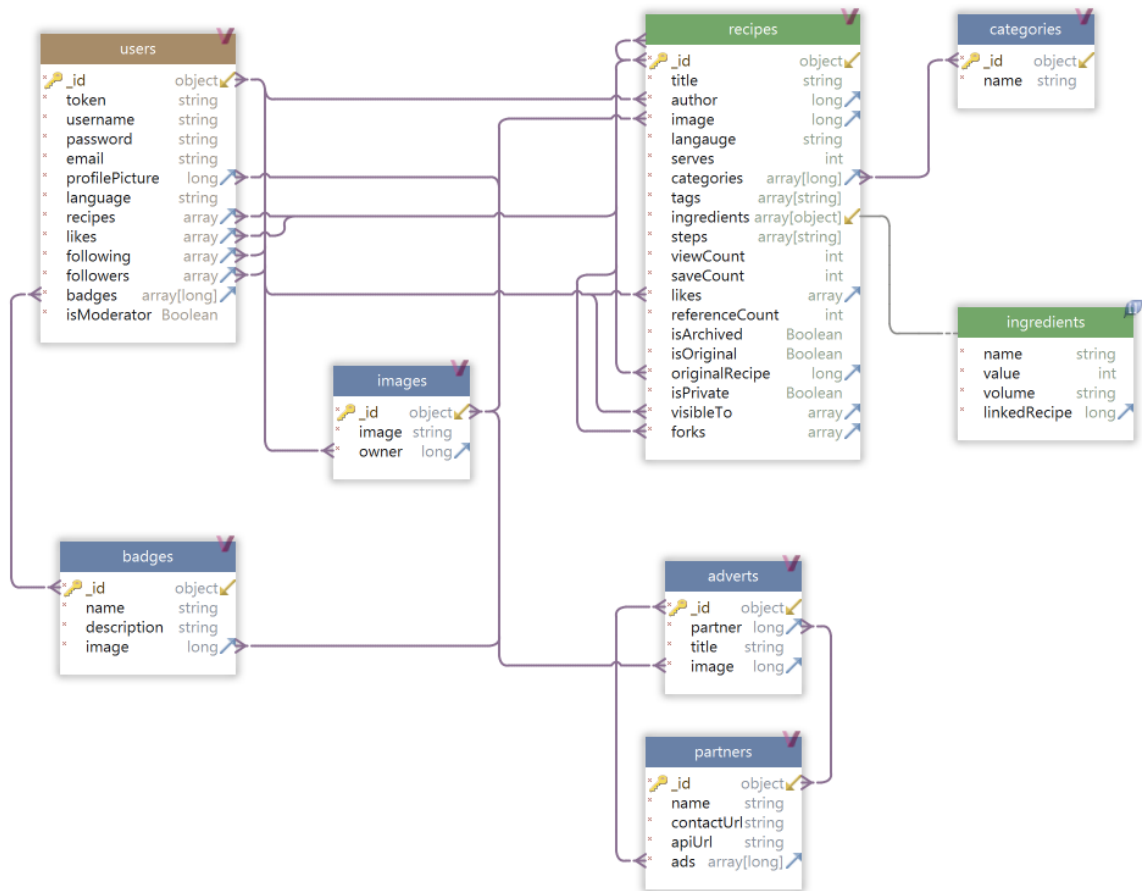 users
_id object
token string
username string
password string
email string
profilePicture long
language string
recipes array
likes array
following array
followers array
badges array[long]
isModerator Boolean
recipes
_id object
title string
author long
image long
langauge string
serves int
categories array[long]
tags array[string]
ingredients array[object]
steps array[string]
viewCount int
saveCount int
likes array
referenceCount int
isArchived Boolean
isOriginal Boolean
originalRecipe long
isPrivate Boolean
visibleTo array
forks array
categories
_id object
name string
ingredients
name string
value int
volume string
linkedRecipe long
images
_id object
image string
owner long
badges
_id object
name string
description string
image long
adverts
_id object
partner long
title string
image long
partners
_id object
name string
contactUrl string
apiUrl string
ads array[long]